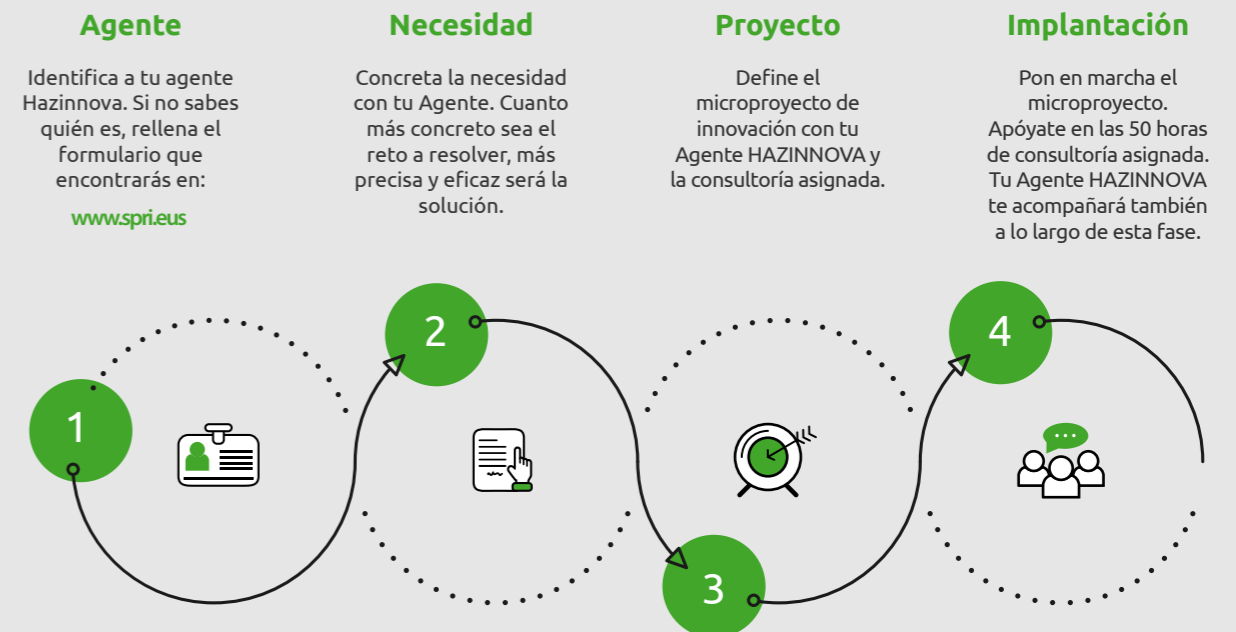 Agente
Identifica a tu agente
Hazinnova. Si no sabes
quién es, rellena el
formulario que
encontrarás en:
www.spri.eus
Necesidad
Concreta la necesidad
con tu Agente. Cuanto
más concreto sea el
reto a resolver, más
precisa y eficaz será la
solución.
Proyecto
Define el
microproyecto de
innovación con tu
Agente HAZINNOVA y
la consultoría asignada.
Implantación
Pon en marcha el
microproyecto.
Apóyate en las 50 horas
de consultoría asignada.
Tu Agente HAZINNOVA
te acompañará también
a lo largo de esta fase.
1
2
3
4